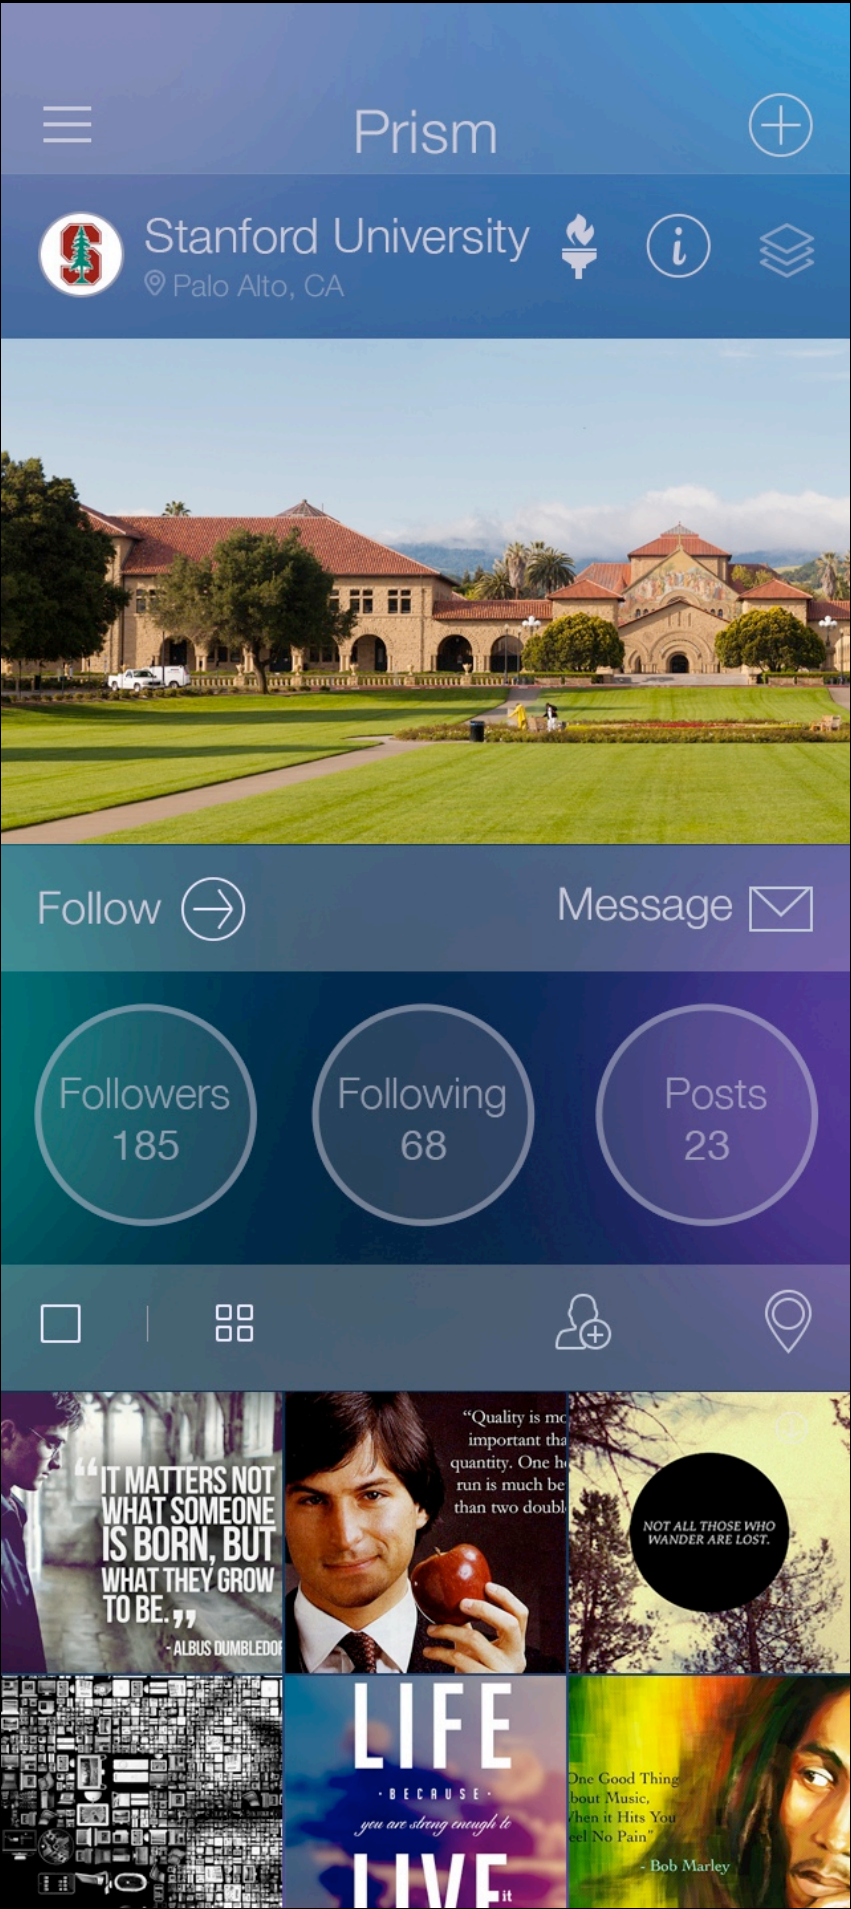 Prism
Stanford University
Palo Alto, CA
Follow
Message
Followers
185
Following
68
Posts
23
“IT MATTERS NOT
WHAT SOMEONE
IS BORN, BUT
WHAT THEY GROW
TO BE.”
- ALBUS DUMBLEDOR
“Quality is mo
important tha
quantity. One h
run is much be
than two doubl
NOT ALL THOSE WHO
WANDER ARE LOST.
LIFE
·BECAUSE·
you are strong enough to
LIVE it
One Good Thing
bout Music,
hen it Hits You
eel No Pain"
- Bob Marley